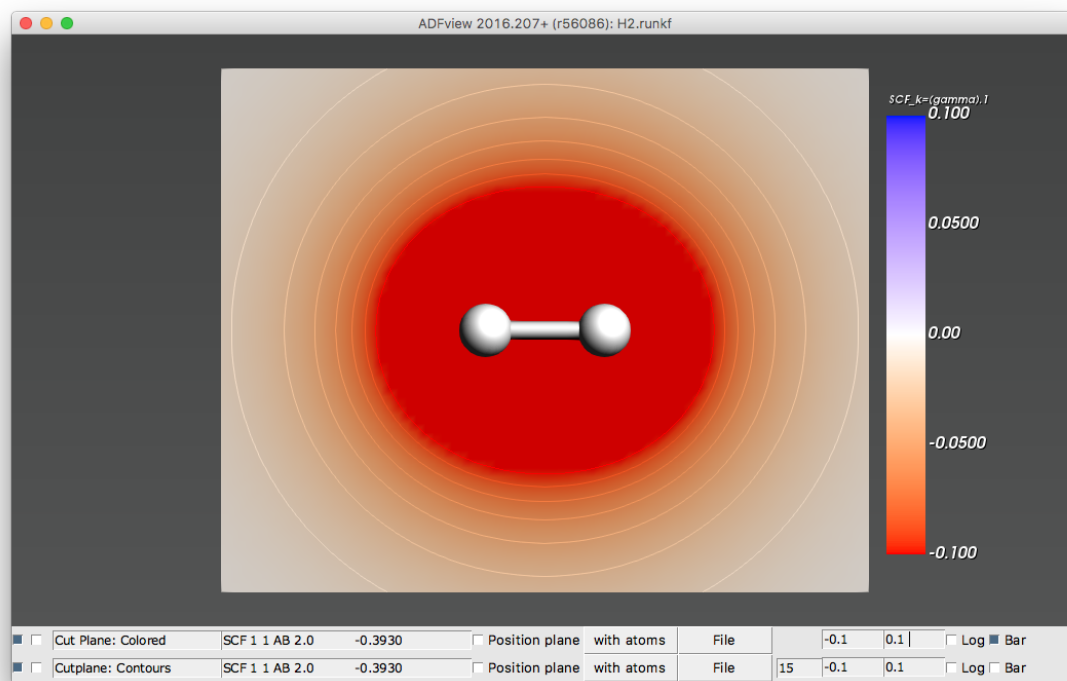 ADFview 2016.207+ (r56086): H2.runkf
SCF_k=(gamma),1
0.100
0.0500
0.00
-0.0500
-0.100
Cut Plane: Colored SCF 1 1 AB 2.0 -0.3930 Position plane with atoms File -0.1 0.1 Log Bar
Cutplane: Contours SCF 1 1 AB 2.0 -0.3930 Position plane with atoms File 15 -0.1 0.1 Log Bar